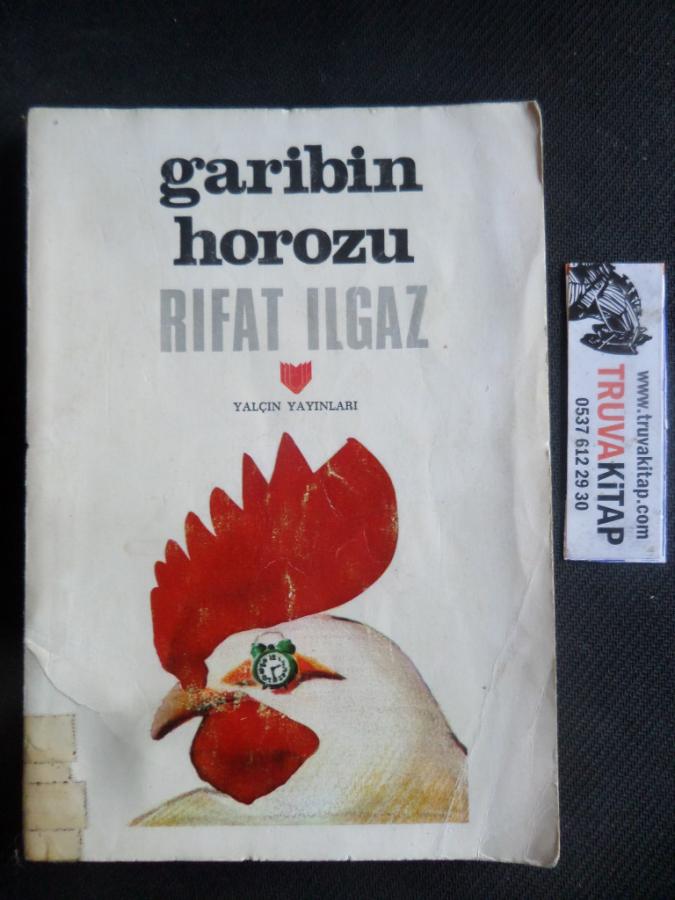 garibin
horozu
RIFAT ILGAZ
YALÇIN YAYINLARI
www.truvakitap.com
TRUVAKİTAP
0537 612 29 30